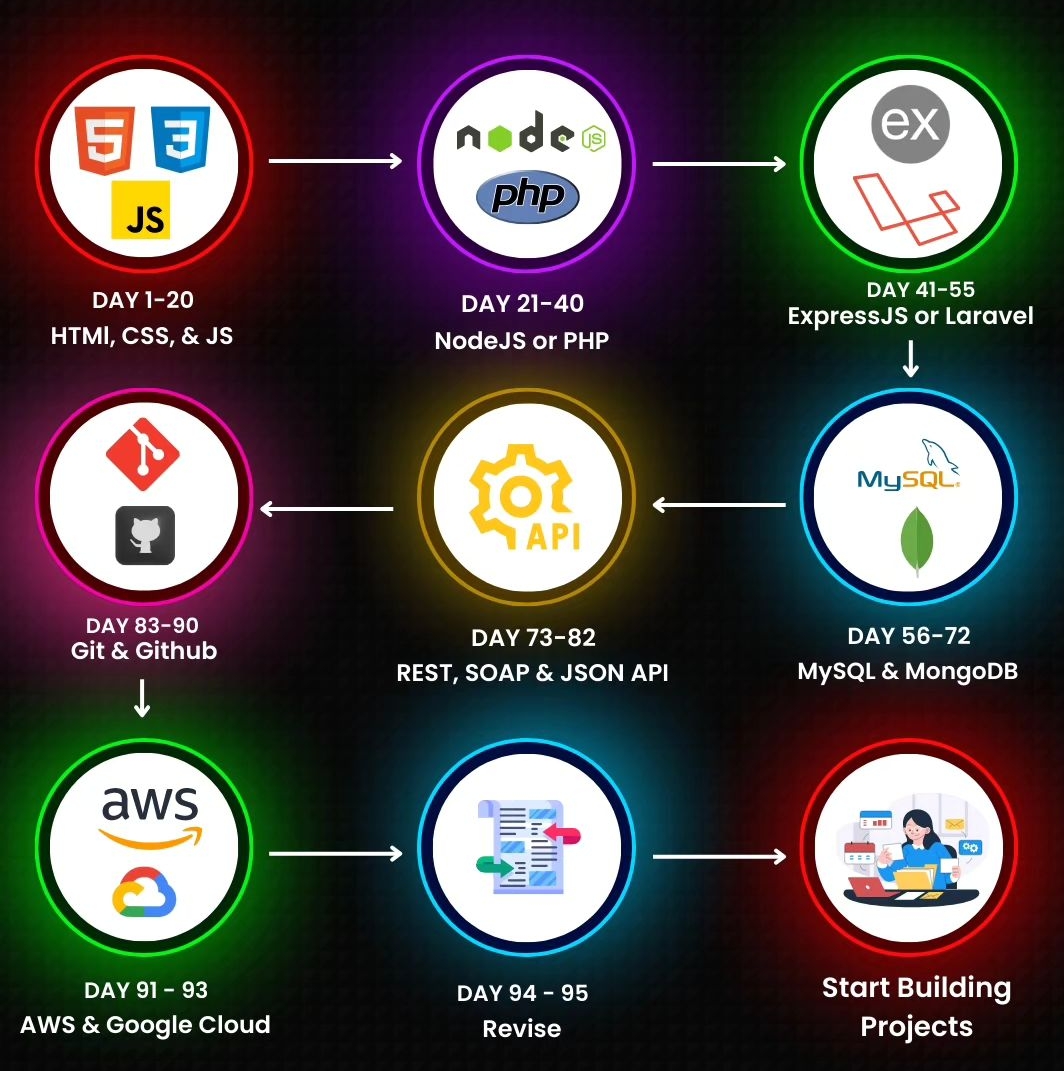 5 3
JS
node JS
php
ex
DAY 1-20
HTMl, CSS, & JS
DAY 21-40
NodeJS or PHP
DAY 41-55
ExpressJS or Laravel
MySQL
API
DAY 56-72
MySQL & MongoDB
DAY 73-82
REST, SOAP & JSON API
DAY 83-90
Git & Github
aws
DAY 91 - 93
AWS & Google Cloud
DAY 94 - 95
Revise
Start Building
Projects